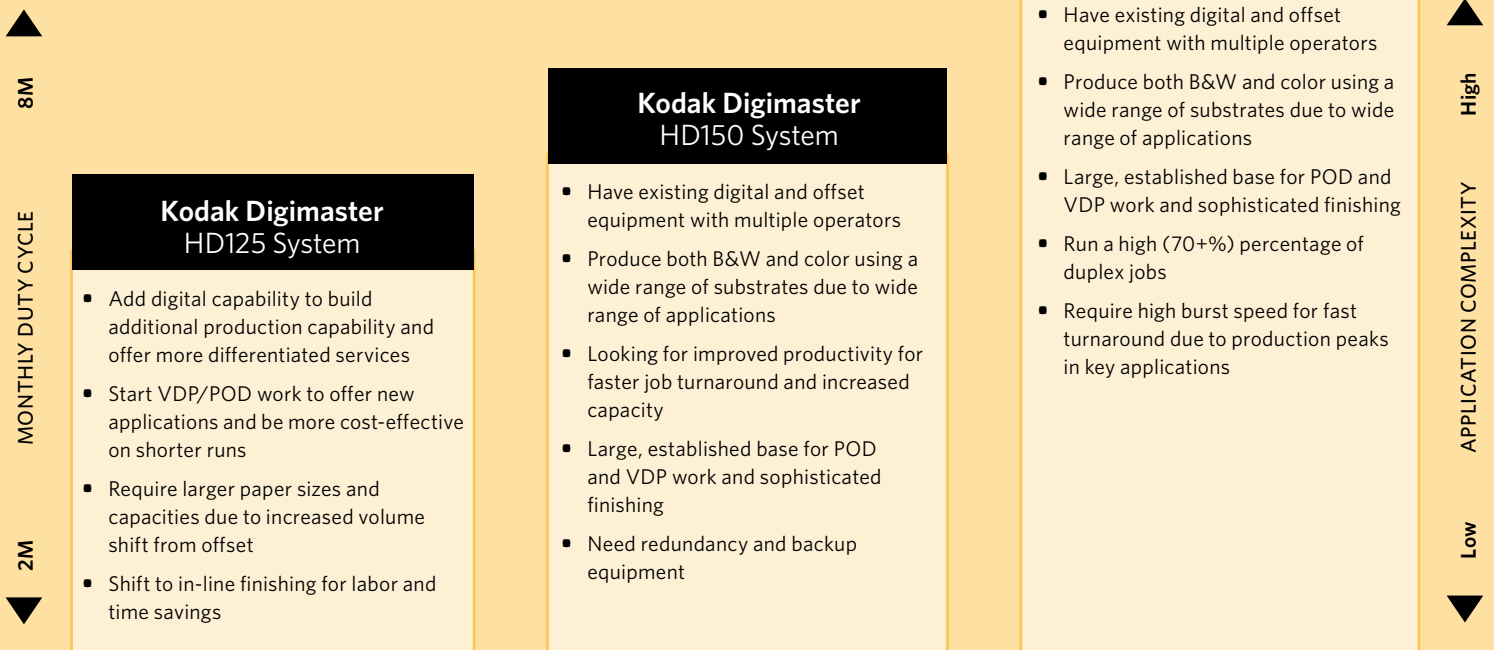 8M
MONTHLY DUTY CYCLE
2M
Kodak Digimaster
HD125 System
Add digital capability to build
additional production capability and
offer more differentiated services
Start VDP/POD work to offer new
applications and be more cost-effective
on shorter runs
Require larger paper sizes and
capacities due to increased volume
shift from offset
Shift to in-line finishing for labor and
time savings
Kodak Digimaster
HD150 System
Have existing digital and offset
equipment with multiple operators
Produce both B&W and color using a
wide range of substrates due to wide
range of applications
Looking for improved productivity for
faster job turnaround and increased
capacity
Large, established base for POD
and VDP work and sophisticated
finishing
Need redundancy and backup
equipment
Have existing digital and offset
equipment with multiple operators
Produce both B&W and color using a
wide range of substrates due to wide
range of applications
Large, established base for POD and
VDP work and sophisticated finishing
Run a high (70+%) percentage of
duplex jobs
Require high burst speed for fast
turnaround due to production peaks
in key applications
High
APPLICATION COMPLEXITY
Low